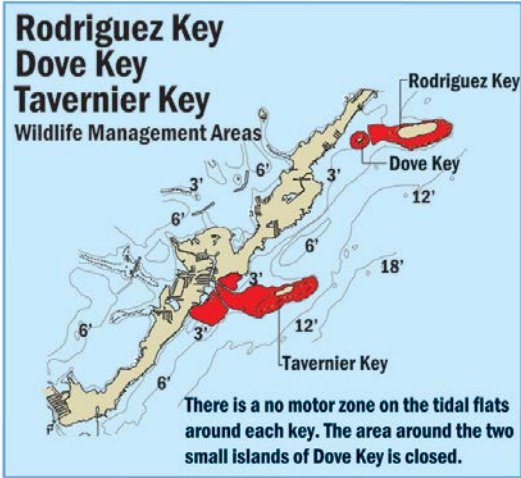 Rodriguez Key
Dove Key
Tavernier Key
Wildlife Management Areas
Rodriguez Key
Dove Key
6'
3'
3'
12'
6'
6'
18'
3'
12'
6'
3'
Tavernier Key
6'
There is a no motor zone on the tidal flats
around each key. The area around the two
small islands of Dove Key is closed.